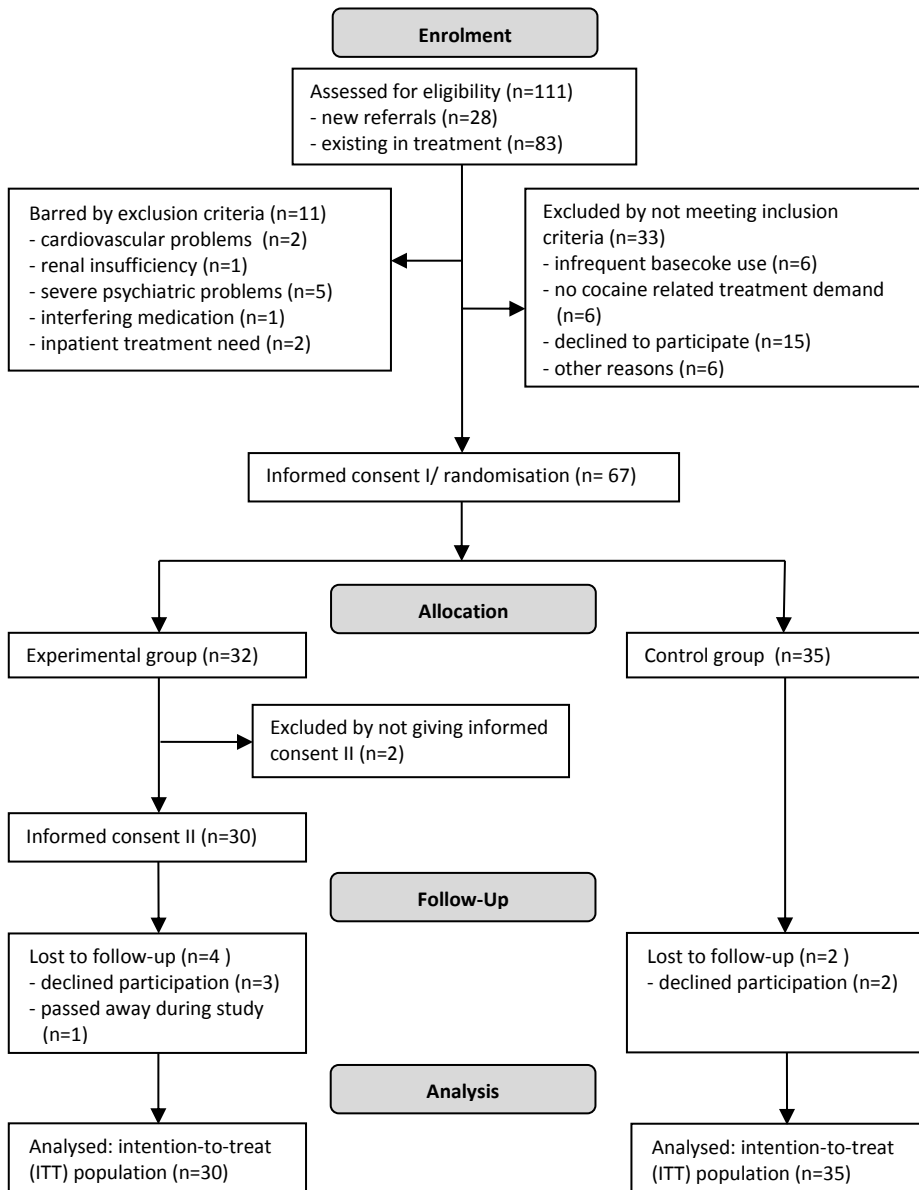 Enrolment
Assessed for eligibility (n=111)
- new referrals (n=28)
- existing in treatment (n=83)
Barred by exclusion criteria (n=11)
- cardiovascular problems (n=2)
- renal insufficiency (n=1)
- severe psychiatric problems (n=5)
- interfering medication (n=1)
- inpatient treatment need (n=2)
Excluded by not meeting inclusion
criteria (n=33)
- infrequent basecoke use (n=6)
- no cocaine related treatment demand
(n=6)
- declined to participate (n=15)
- other reasons (n=6)
Informed consent I/ randomisation (n= 67)
Allocation
Experimental group (n=32)
Control group (n=35)
Excluded by not giving informed
consent II (n=2)
Informed consent II (n=30)
Follow-Up
Lost to follow-up (n=4 )
- declined participation (n=3)
- passed away during study
(n=1)
Lost to follow-up (n=2 )
- declined participation (n=2)
Analysis
Analysed: intention-to-treat
(ITT) population (n=30)
Analysed: intention-to-treat
(ITT) population (n=35)